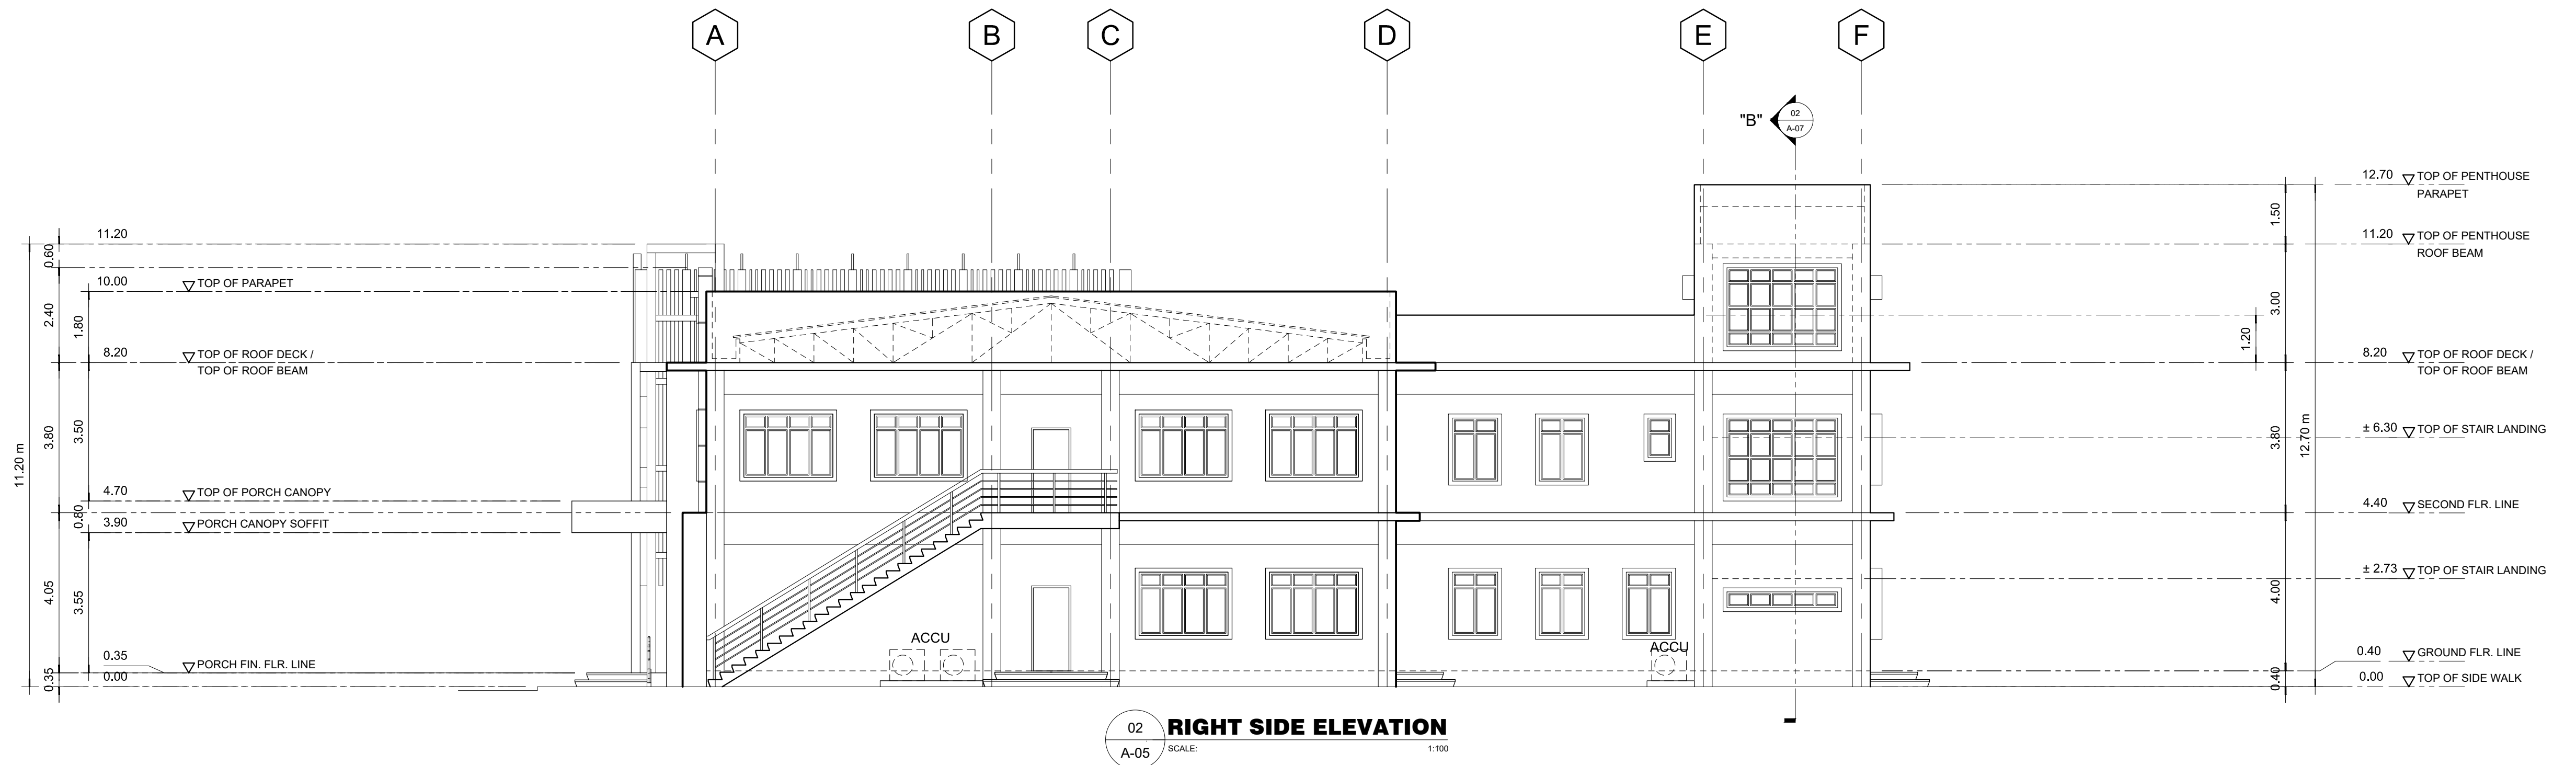 A
B
C
D
E
F
"B"
02
A-07
11.20
10.00 TOP OF PARAPET
8.20 TOP OF ROOF DECK /
TOP OF ROOF BEAM
4.70 TOP OF PORCH CANOPY
3.90 PORCH CANOPY SOFFIT
0.35 PORCH FIN. FLR. LINE
0.00
11.20 m
0.60
2.40
3.80
4.05
0.35
1.80
3.50
0.80
3.55
ACCU
ACCU
1.20
1.50
3.00
3.80
4.00
0.40
12.70 m
12.70 TOP OF PENTHOUSE
PARAPET
11.20 TOP OF PENTHOUSE
ROOF BEAM
8.20 TOP OF ROOF DECK /
TOP OF ROOF BEAM
± 6.30 TOP OF STAIR LANDING
4.40 SECOND FLR. LINE
± 2.73 TOP OF STAIR LANDING
0.40 GROUND FLR. LINE
0.00 TOP OF SIDE WALK
02
A-05
RIGHT SIDE ELEVATION
SCALE: 1:100